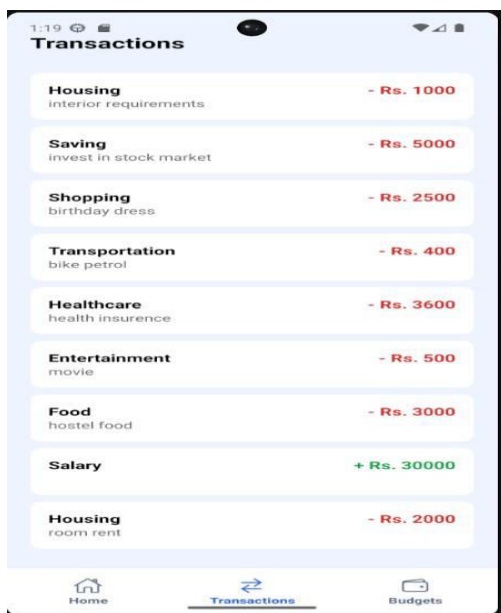 1:19
Transactions
Housing - Rs. 1000
interior requirements
Saving - Rs. 5000
invest in stock market
Shopping - Rs. 2500
birthday dress
Transportation - Rs. 400
bike petrol
Healthcare - Rs. 3600
health insurence
Entertainment - Rs. 500
movie
Food - Rs. 3000
hostel food
Salary + Rs. 30000
Housing - Rs. 2000
room rent
Home Transactions Budgets